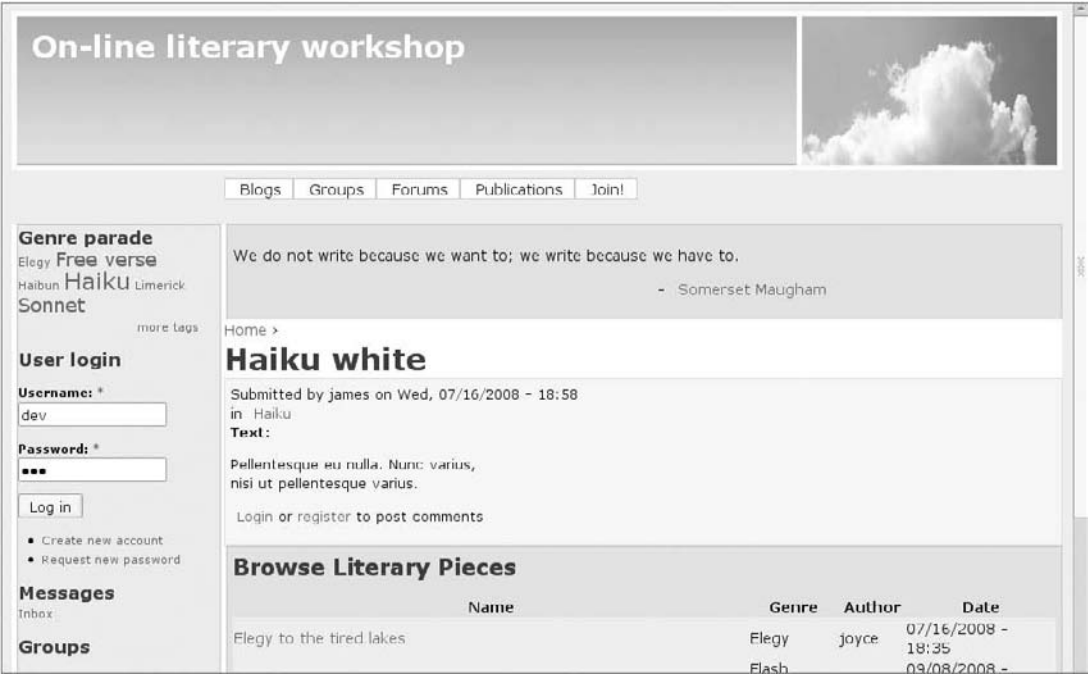 On-line literary workshop
Blogs Groups Forums Publications Join!
Genre parade
Elegy Free verse
Haibun Haiku Limerick
Sonnet
more tags
User login
Username: *
dev
Password: *
•••
Log in
• Create new account
• Request new password
Messages
Inbox
Groups
We do not write because we want to; we write because we have to.
- Somerset Maugham
Home >
Haiku white
Submitted by james on Wed, 07/16/2008 - 18:58
in Haiku
Text:
Pellentesque eu nulla. Nunc varius,
nisi ut pellentesque varius.
Login or register to post comments
Browse Literary Pieces
Name Genre Author Date
Elegy to the tired lakes Elegy joyce 07/16/2008 -
18:35
Flash 09/08/2008 -